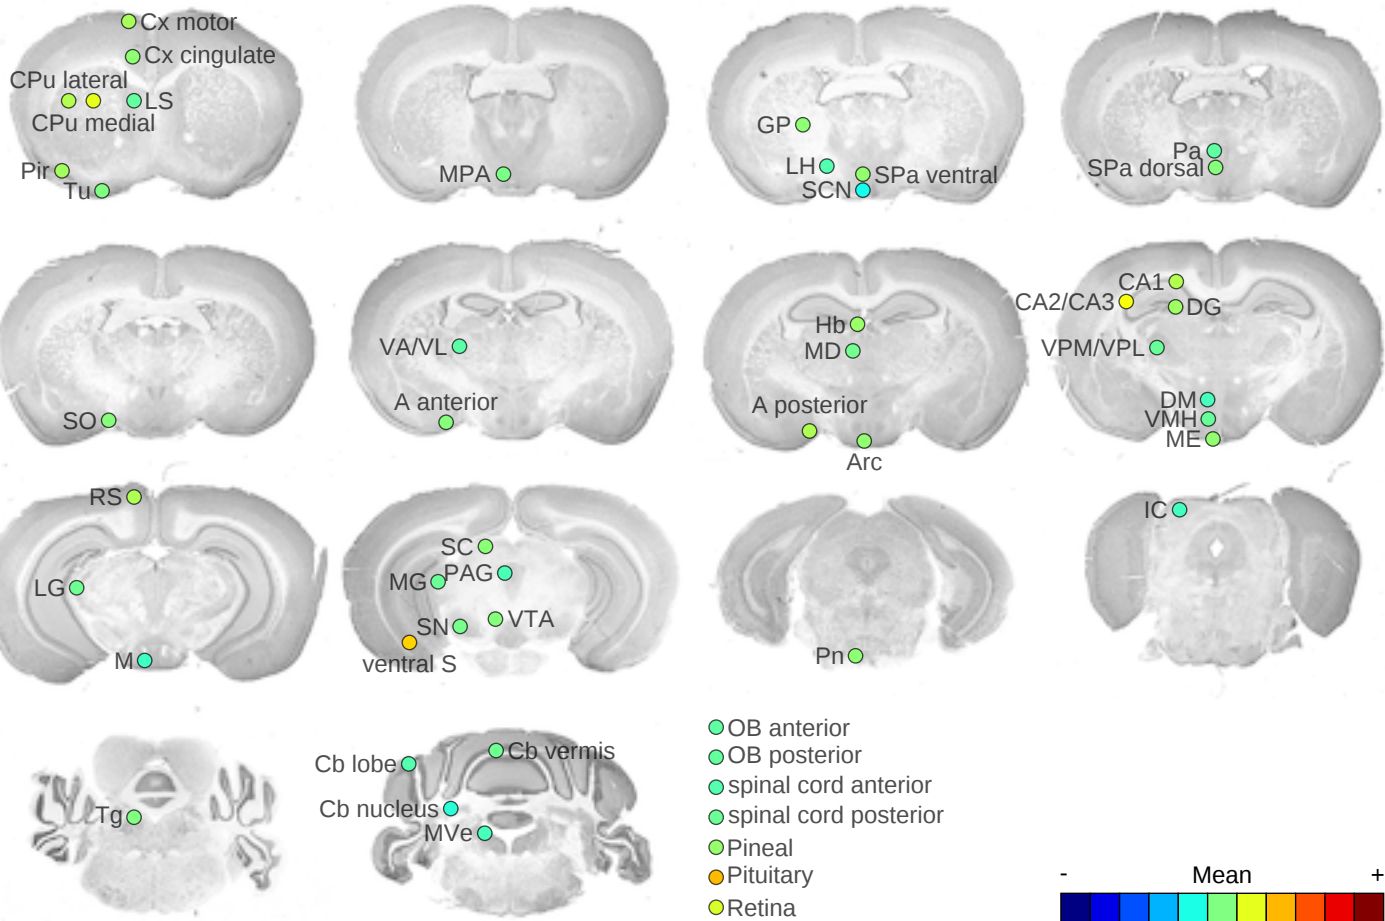 Cx motor
Cx cingulate
CPu lateral
LS
CPu medial
Pir
Tu
MPA
GP
LH
SPa ventral
SCN
Pa
SPa dorsal
SO
VA/VL
A anterior
Hb
MD
A posterior
Arc
CA1
CA2/CA3
DG
VPM/VPL
DM
VMH
ME
RS
LG
M
SC
MG
PAG
SN
VTA
ventral S
Pn
IC
Tg
Cb lobe
Cb vermis
Cb nucleus
MVe
OB anterior
OB posterior
spinal cord anterior
spinal cord posterior
Pineal
Pituitary
Retina
- Mean +